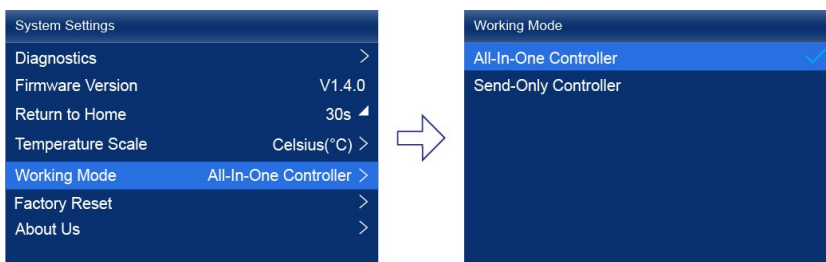 System Settings
Diagnostics >
Firmware Version V1.4.0
Return to Home 30s
Temperature Scale Celsius(°C) >
Working Mode All-In-One Controller >
Factory Reset >
About Us >
Working Mode
All-In-One Controller
Send-Only Controller